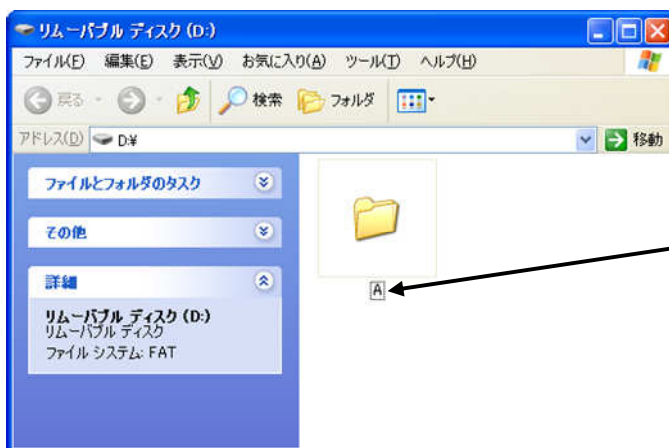 リムーバブル ディスク (D:)
ファイル(F) 編集(E) 表示(V) お気に入り(A) ツール(T) ヘルプ(H)
戻る 検索 フォルダ
アドレス(D) D:¥ 移動
ファイルとフォルダのタスク
その他
詳細
リムーバブル ディスク (D:)
リムーバブル ディスク
ファイル システム: FAT
A